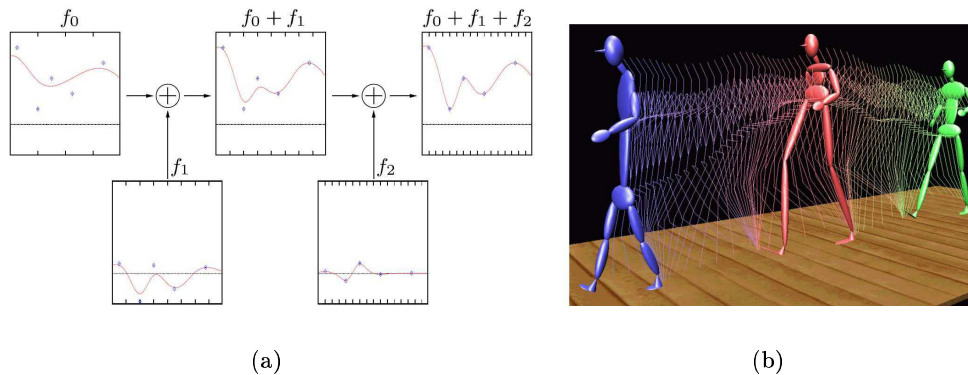 f₀
f₀ + f₁
f₀ + f₁ + f₂
f₁
f₂
(a)
(b)